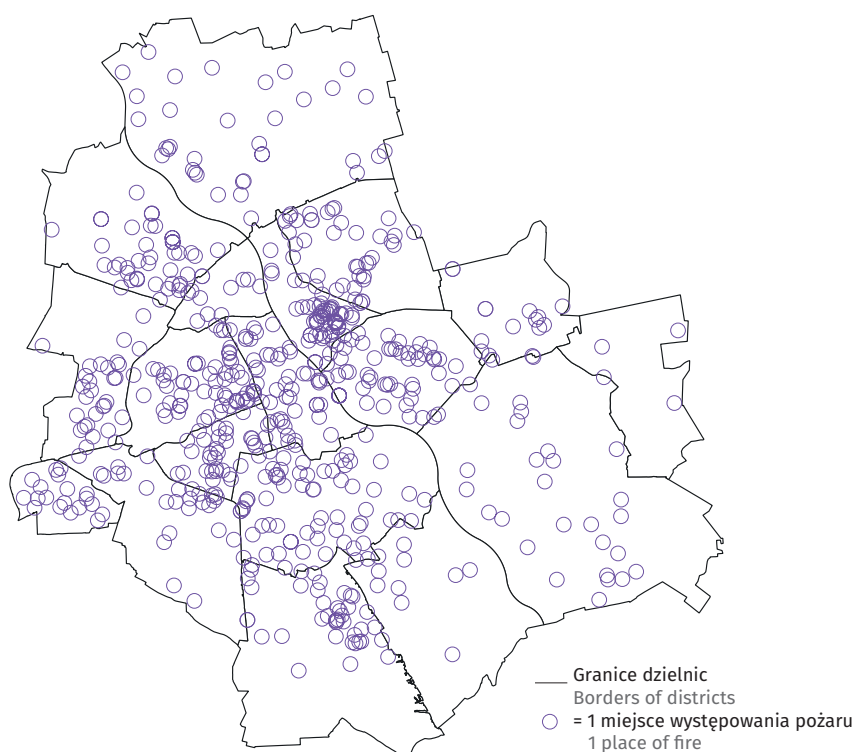 Granice dzielnic
Borders of districts
= 1 miejsce występowania pożaru
1 place of fire